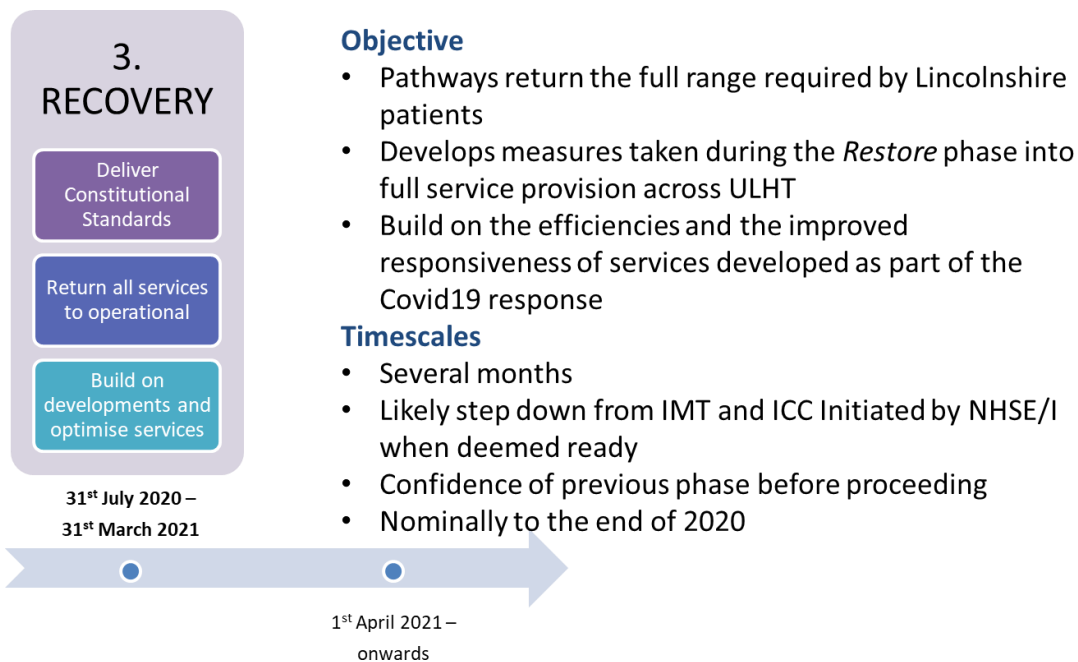 3.
RECOVERY
Deliver
Constitutional
Standards
Return all services
to operational
Build on
developments and
optimise services
31st July 2020 –
31st March 2021
Objective
• Pathways return the full range required by Lincolnshire
patients
• Develops measures taken during the Restore phase into
full service provision across ULHT
• Build on the efficiencies and the improved
responsiveness of services developed as part of the
Covid19 response
Timescales
• Several months
• Likely step down from IMT and ICC Initiated by NHSE/I
when deemed ready
• Confidence of previous phase before proceeding
• Nominally to the end of 2020
1st April 2021 –
onwards